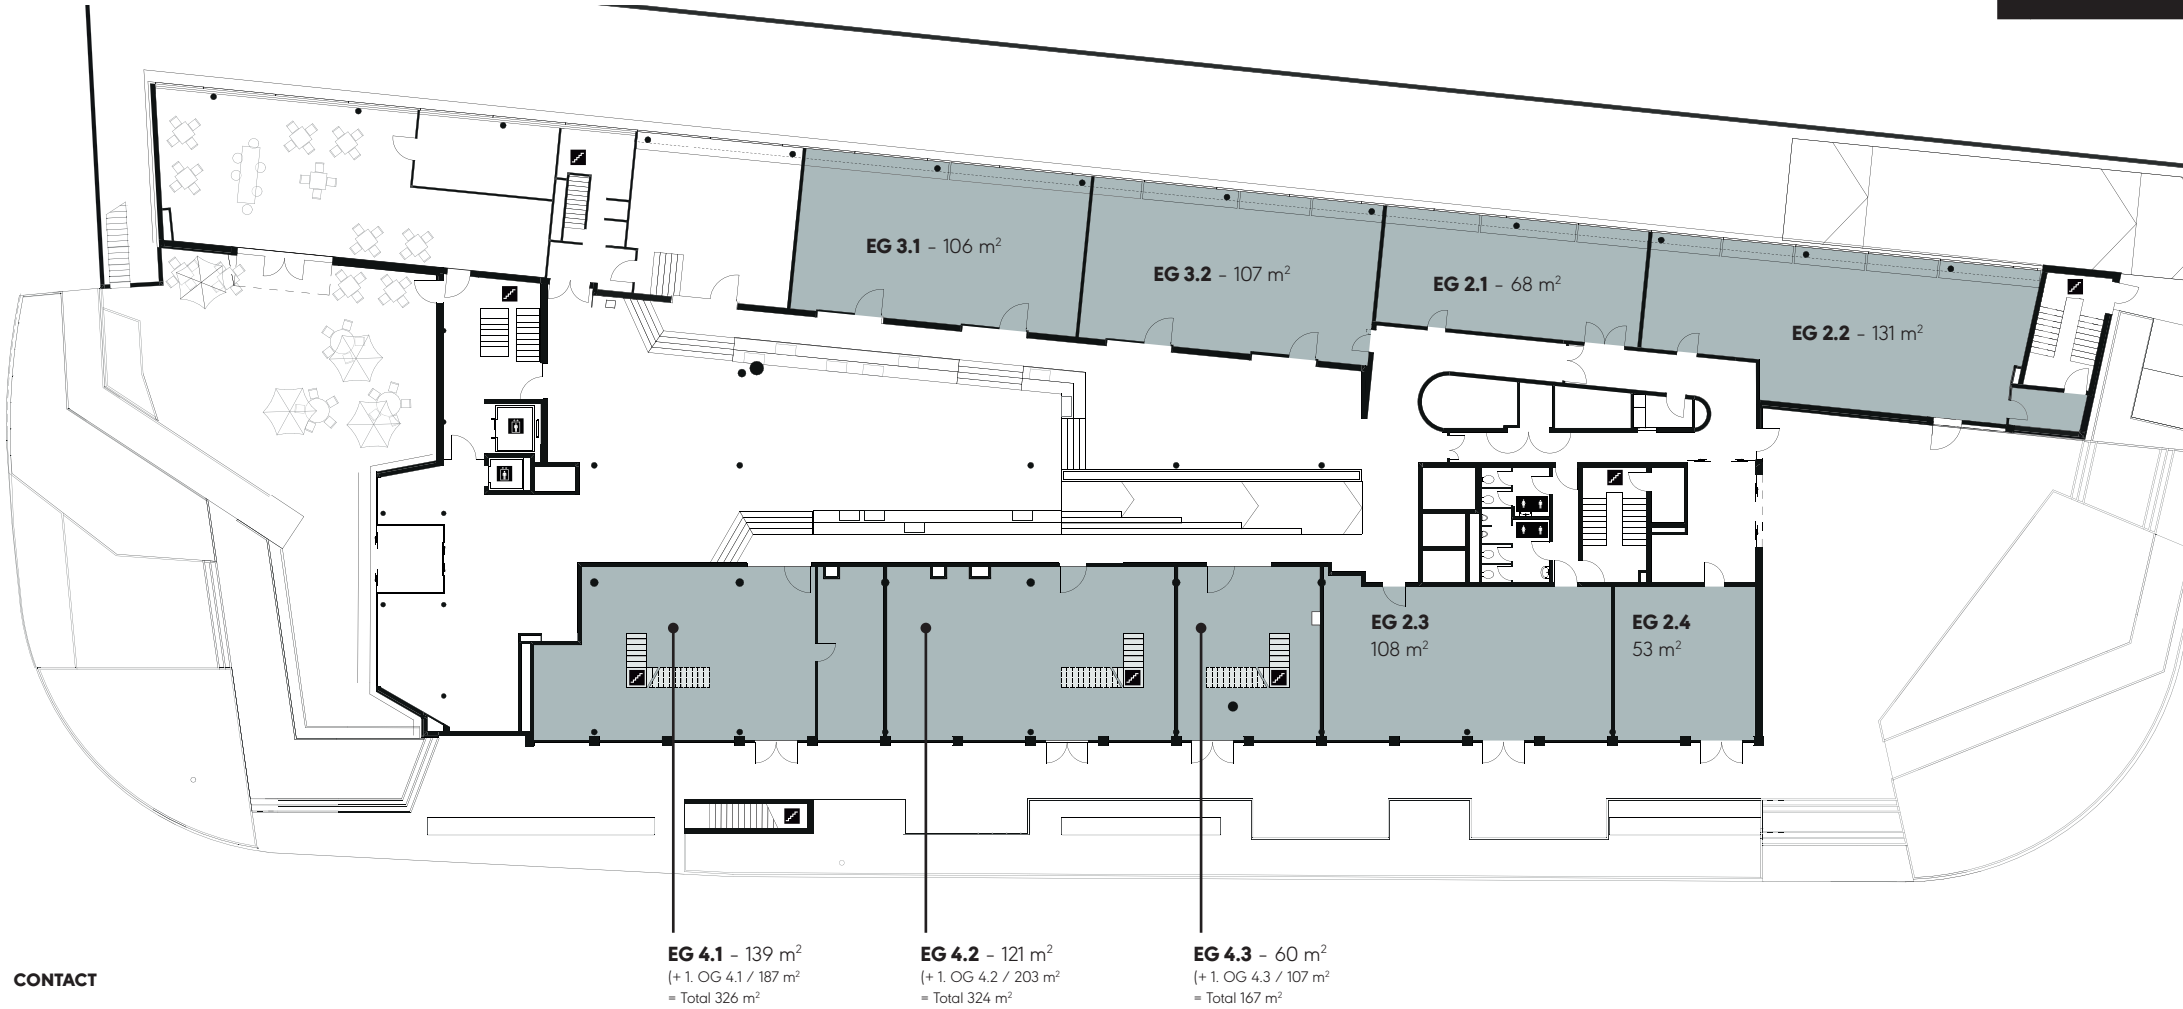 EG 3.1 – 106 m²
EG 3.2 – 107 m²
EG 2.1 – 68 m²
EG 2.2 – 131 m²
EG 2.3
108 m²
EG 2.4
53 m²
EG 4.1 – 139 m²
(+ 1. OG 4.1 / 187 m²
= Total 326 m²
EG 4.2 – 121 m²
(+ 1. OG 4.2 / 203 m²
= Total 324 m²
EG 4.3 – 60 m²
(+ 1. OG 4.3 / 107 m²
= Total 167 m²
CONTACT